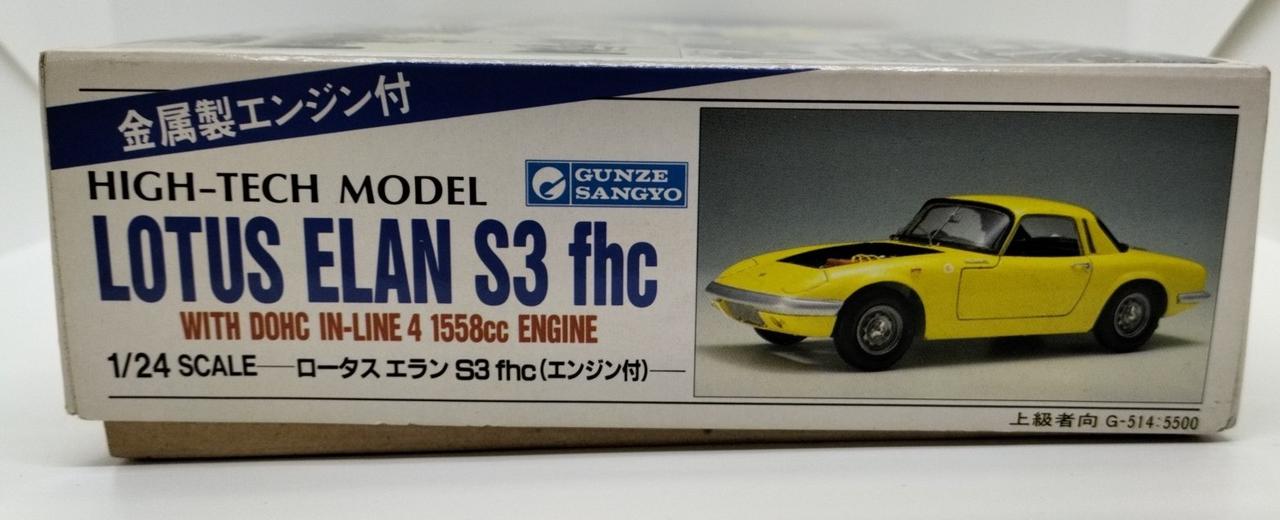 金属製エンジン付
HIGH-TECH MODEL
GUNZE
SANGYO
LOTUS ELAN S3 fhc
WITH DOHC IN-LINE 4 1558cc ENGINE
1/24 SCALE—ロータス エラン S3 fhc(エンジン付)—
上級者向 G-514:5500